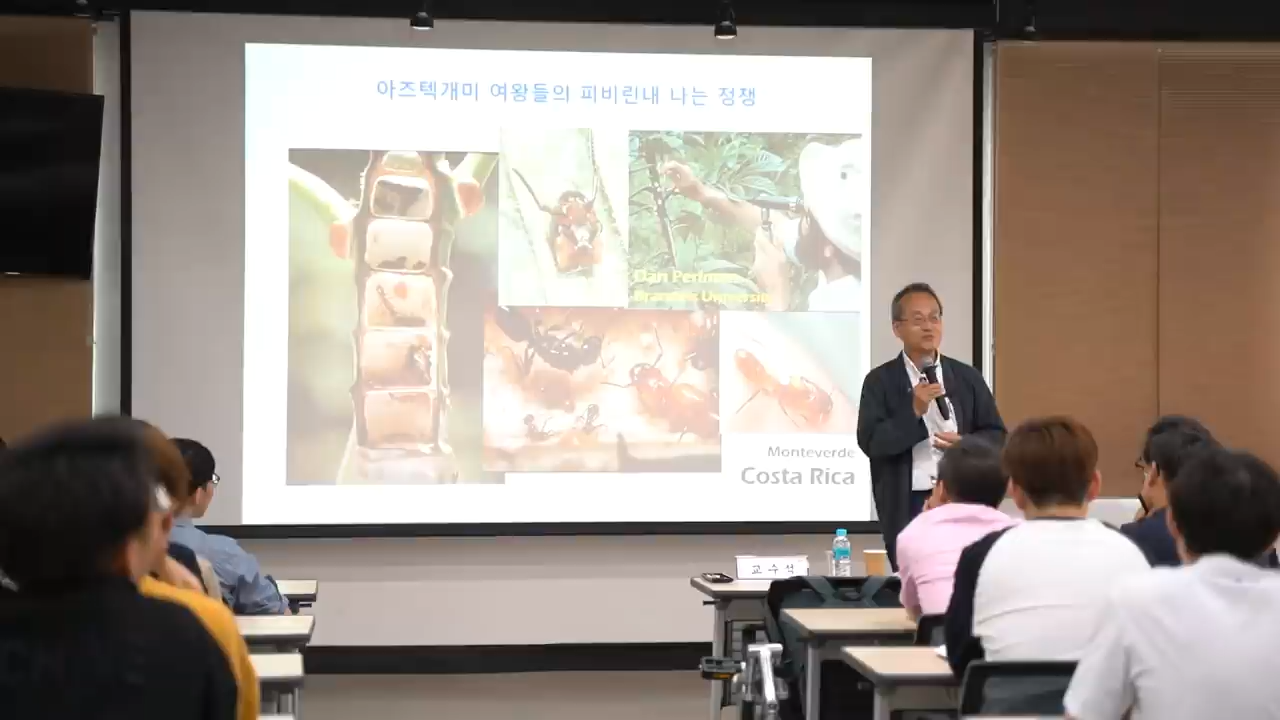 아즈텍개미 여왕들의 피비린내 나는 정쟁
Dan Perlman
Brandeis University
Monteverde
Costa Rica
교 수 석